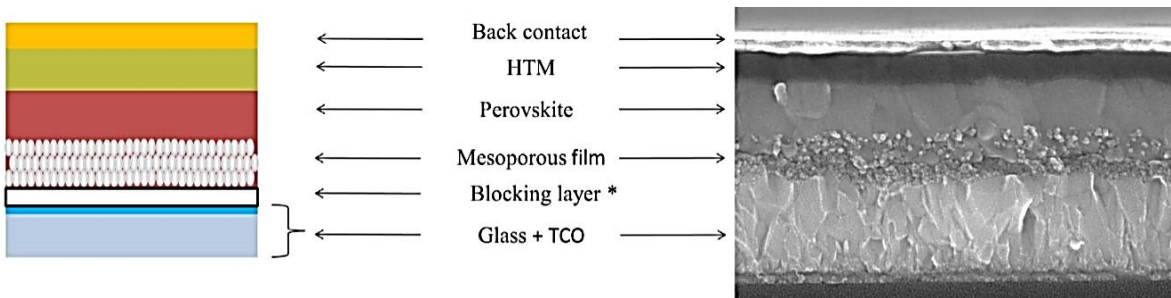 Back contact
HTM
Perovskite
Mesoporous film
Blocking layer *
Glass + TCO